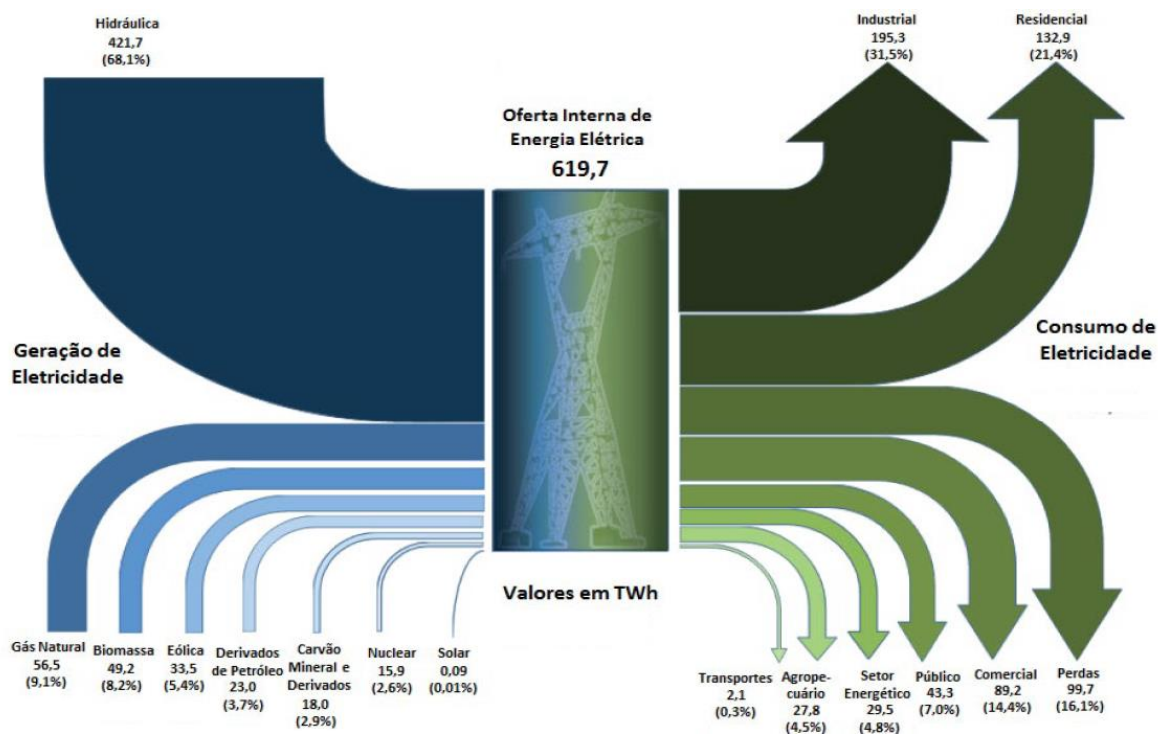 Hidráulica
421,7
(68,1%)
Industrial
195,3
(31,5%)
Residencial
132,9
(21,4%)
Oferta Interna de
Energia Elétrica
619,7
Geração de
Eletricidade
Consumo de
Eletricidade
Valores em TWh
Gás Natural
56,5
(9,1%)
Biomassa
49,2
(8,2%)
Eólica
33,5
(5,4%)
Derivados
de Petróleo
23,0
(3,7%)
Carvão
Mineral e
Derivados
18,0
(2,9%)
Nuclear
15,9
(2,6%)
Solar
0,09
(0,01%)
Transportes
2,1
(0,3%)
Agrope-
cuário
27,8
(4,5%)
Setor
Energético
29,5
(4,8%)
Público
43,3
(7,0%)
Comercial
89,2
(14,4%)
Perdas
99,7
(16,1%)